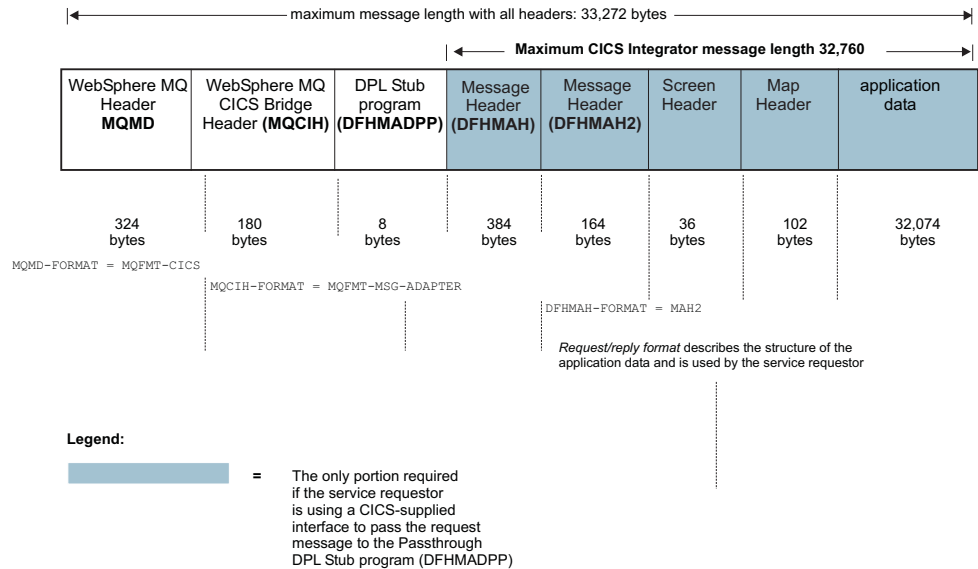 maximum message length with all headers: 33,272 bytes
Maximum CICS Integrator message length 32,760
WebSphere MQ
Header
MQMD
WebSphere MQ
CICS Bridge
Header (MQCIH)
DPL Stub
program
(DFHMADPP)
Message
Header
(DFHMAH)
Message
Header
(DFHMAH2)
Screen
Header
Map
Header
application
data
324
bytes
180
bytes
8
bytes
384
bytes
164
bytes
36
bytes
102
bytes
32,074
bytes
MQMD-FORMAT = MQFMT-CICS
MQCIH-FORMAT = MQFMT-MSG-ADAPTER
DFHMAH-FORMAT = MAH2
Request/reply format describes the structure of the
application data and is used by the service requestor
Legend:
=
The only portion required
if the service requestor
is using a CICS-supplied
interface to pass the request
message to the Passthrough
DPL Stub program (DFHMADPP)